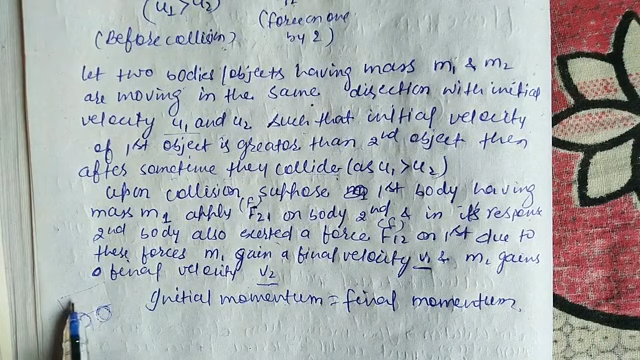 (u1 > u2)
(force on one
(Before collision)
by 2)
let two bodies/objects having mass m1 & m2
are moving in the same direction with initial
velocity u1 and u2 such that initial velocity
of 1st object is greater than 2nd object then
after sometime they collide (as u1 > u2)
upon collision, suppose 1st body having
mass m1 apply (f) F21 on body 2nd & in its respons
2nd body also exerted a force (f) F12 on 1st due to
these forces m1 gain a final velocity v1 & m2 gains
a final velocity v2
Initial momentum = final momentum.